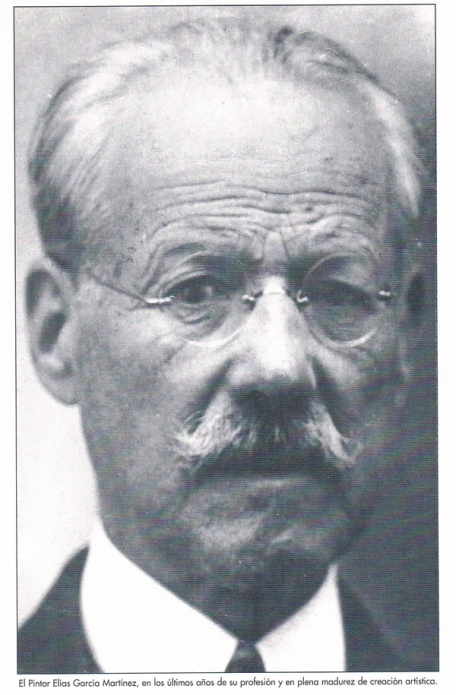 El Pintor Elías García Martínez, en los últimos años de su profesión y en plena madurez de creación artística.